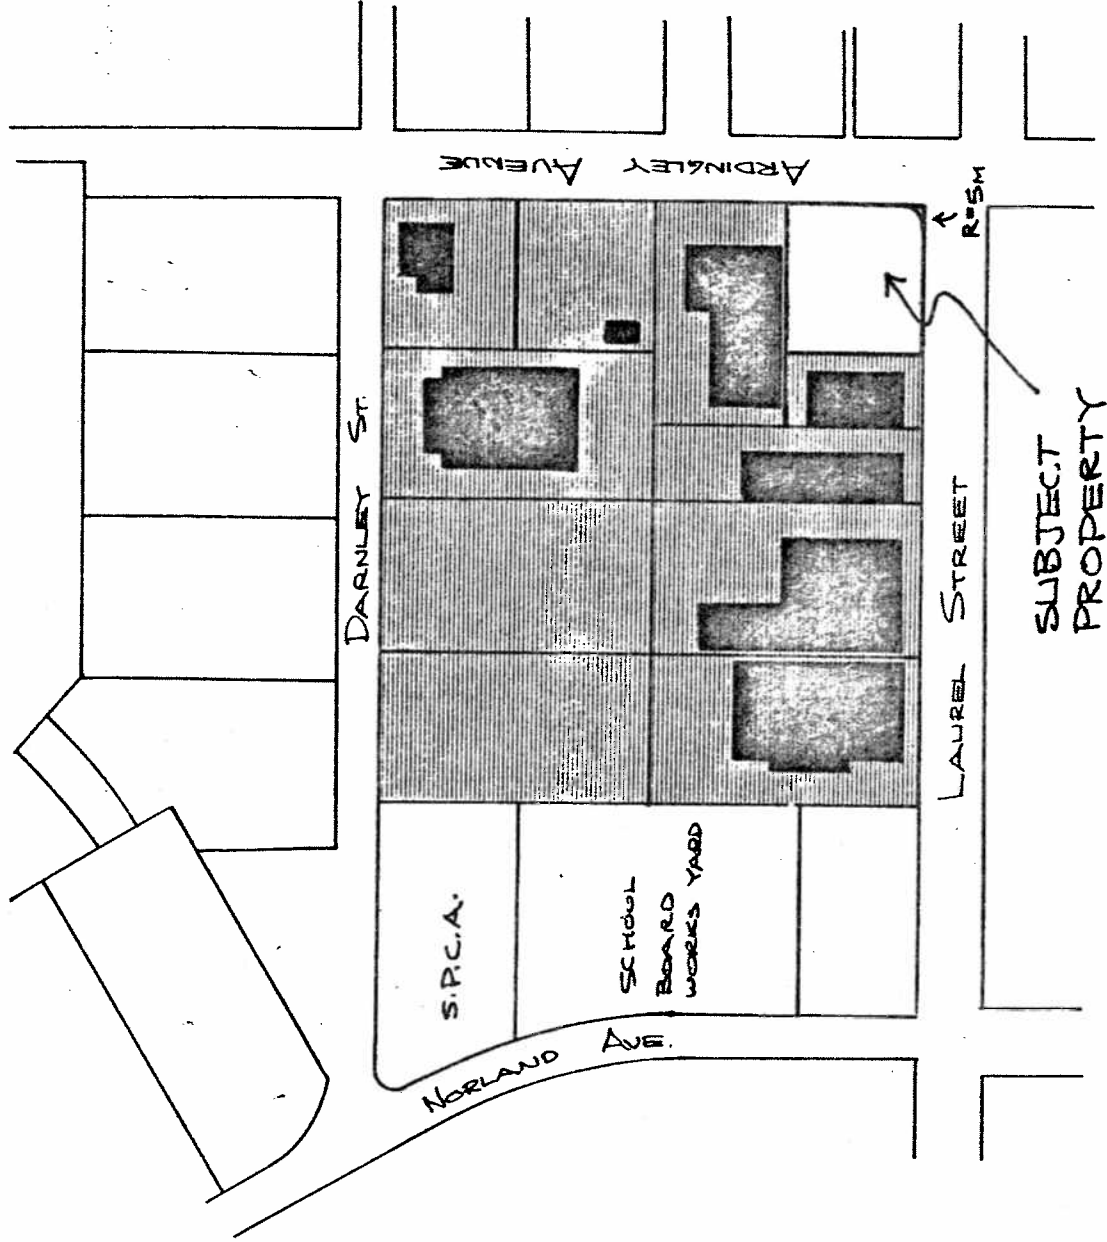 ARDINGLEY AVENUE
R=5M
DARNLEY ST.
LAUREL STREET
SUBJECT
PROPERTY
S.P.C.A.
SCHOOL
BOARD
WORKS YARD
NORLAND AVE.